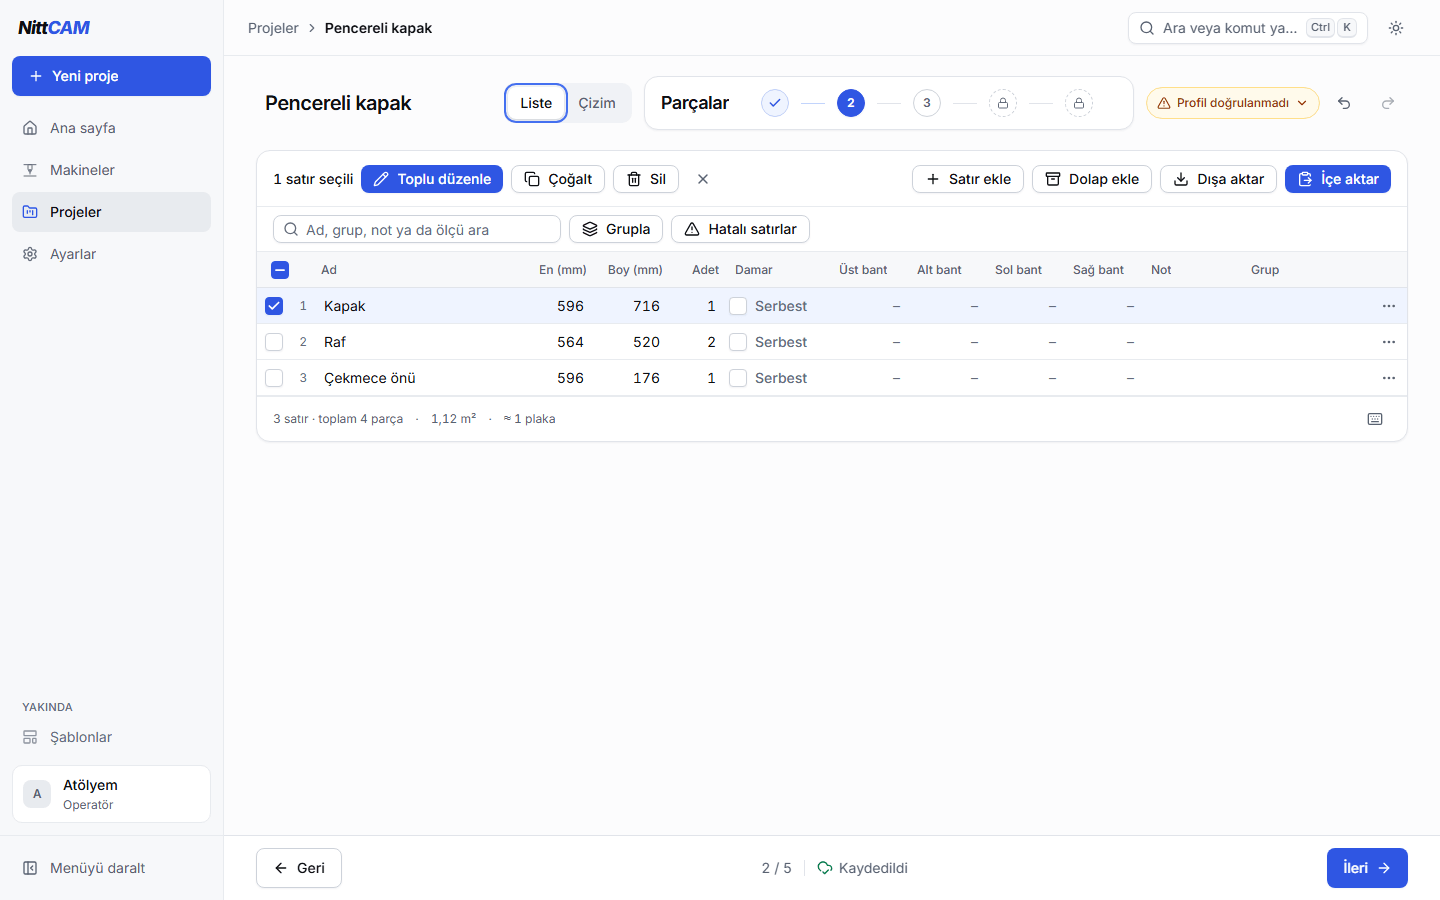 NittCAM
Yeni proje
Ana sayfa
Makineler
Projeler
Ayarlar
YAKINDA
Şablonlar
A
Atölyem
Operatör
Menüyü daralt
Projeler > Pencereli kapak
Ara veya komut ya... Ctrl K
Pencereli kapak
Liste Çizim
Parçalar 2 3
Profil doğrulanmadı
1 satır seçili Toplu düzenle Çoğalt Sil
Satır ekle Dolap ekle Dışa aktar İçe aktar
Ad, grup, not ya da ölçü ara Grupla Hatalı satırlar
Ad En (mm) Boy (mm) Adet Damar Üst bant Alt bant Sol bant Sağ bant Not Grup
1 Kapak 596 716 1 Serbest – – – –
2 Raf 564 520 2 Serbest – – – –
3 Çekmece önü 596 176 1 Serbest – – – –
3 satır · toplam 4 parça · 1,12 m² · ≈ 1 plaka
Geri
2 / 5 Kaydedildi
İleri